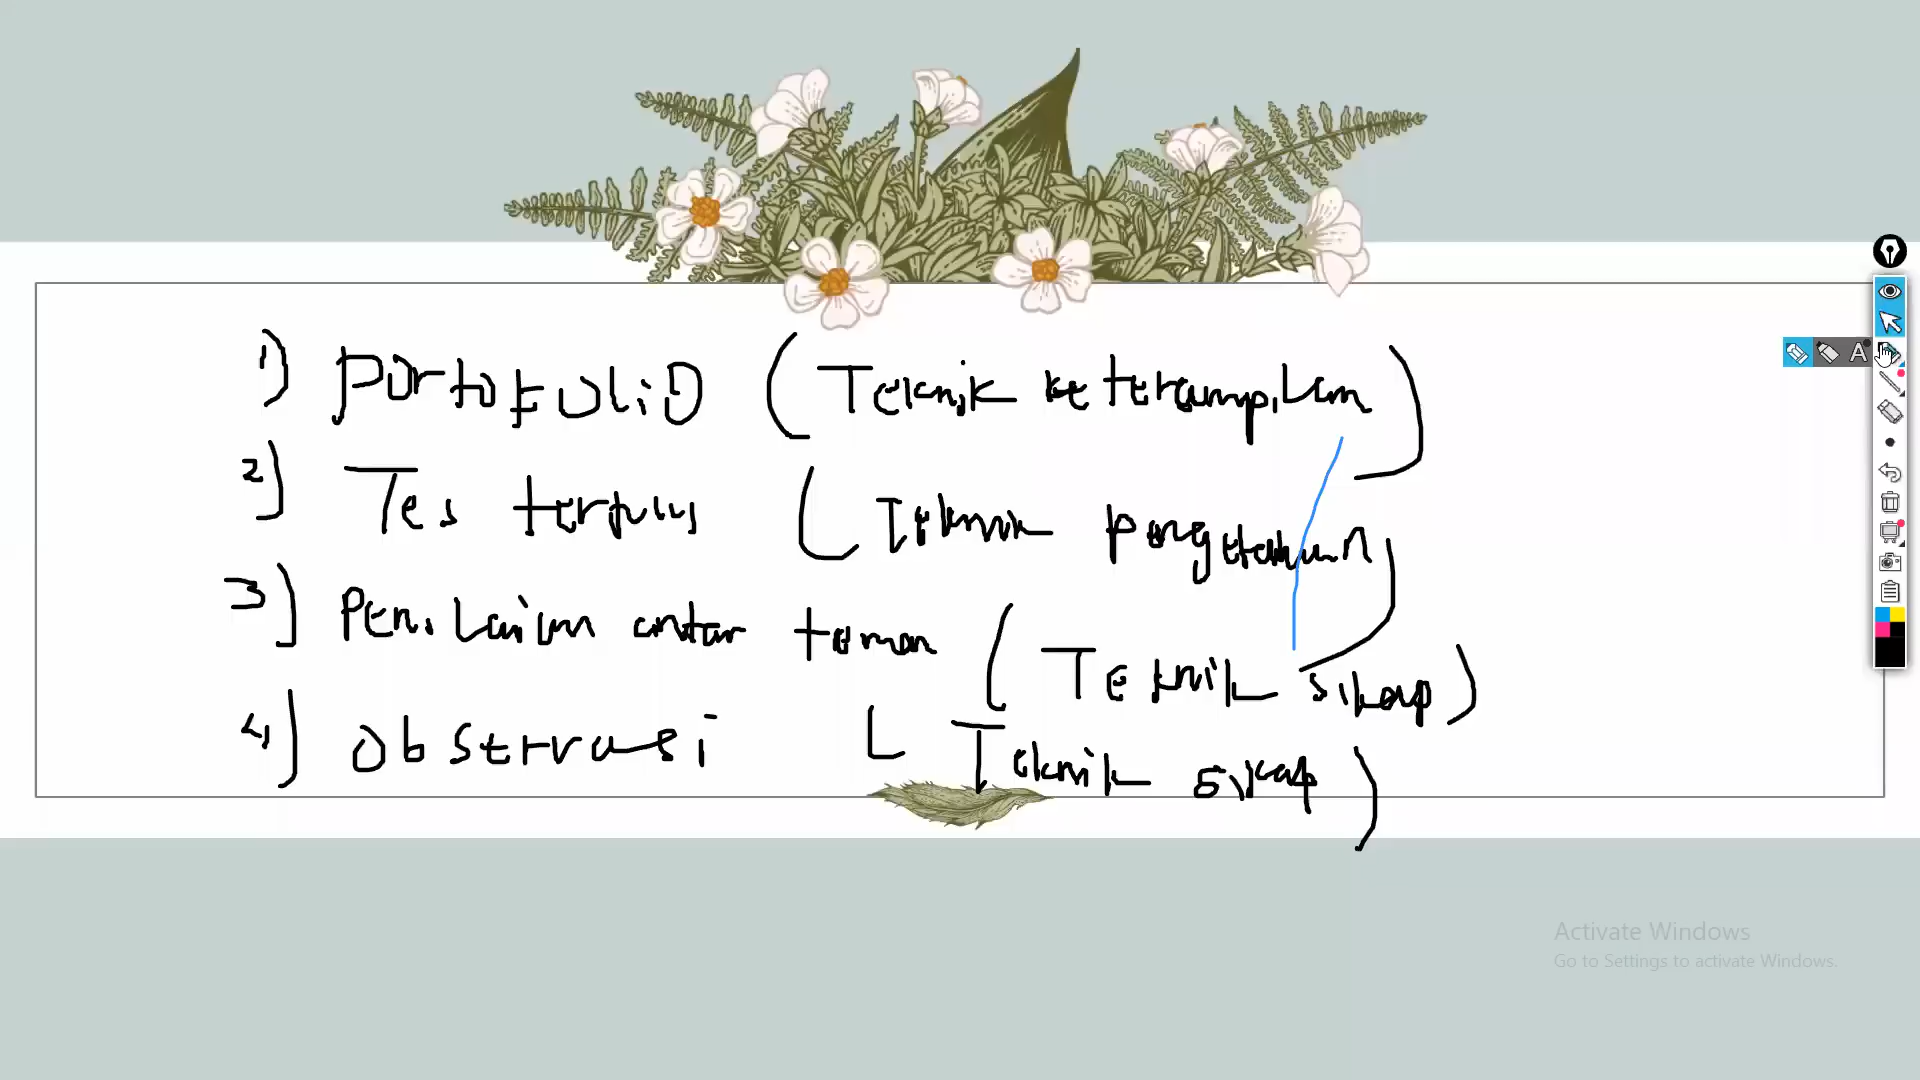 1) Portofolio (Teknik keterampilan)
2) Tes tertulis (Teknik pengetahuan)
3) Penilaian antar teman (Teknik sikap)
4) Observasi (Teknik sikap)
A
Activate Windows
Go to Settings to activate Windows.